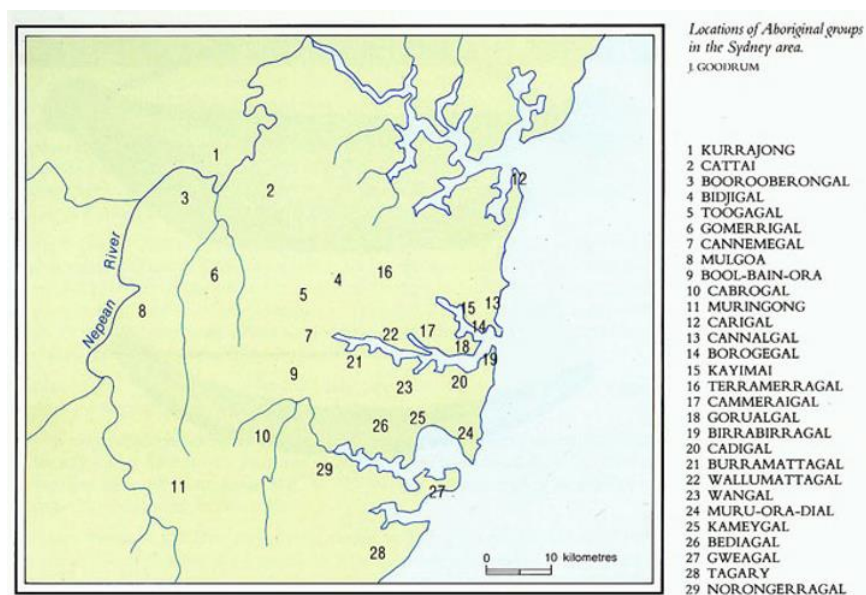 Locations of Aboriginal groups
in the Sydney area.
J. GOODRUM
1 KURRAJONG
2 CATTAI
3 BOOROOBERONGAL
4 BIDJIGAL
5 TOOGAGAL
6 GOMERRIGAL
7 CANNEMEGAL
8 MULGOA
9 BOOL-BAIN-ORA
10 CABROGAL
11 MURINGONG
12 CARIGAL
13 CANNALGAL
14 BOROGEGAL
15 KAYIMAI
16 TERRAMERRAGAL
17 CAMMERAIGAL
18 GORUALGAL
19 BIRRABIRRAGAL
20 CADIGAL
21 BURRAMATTAGAL
22 WALLUMATTAGAL
23 WANGAL
24 MURU-ORA-DIAL
25 KAMEYGAL
26 BEDIAGAL
27 GWEAGAL
28 TAGARY
29 NORONGERRAGAL
1
12
3
2
6
4
16
5
8
15
13
14
17
22
7
18
19
21
9
20
23
25
26
24
10
29
27
11
28
Nepean River
0 10 kilometres